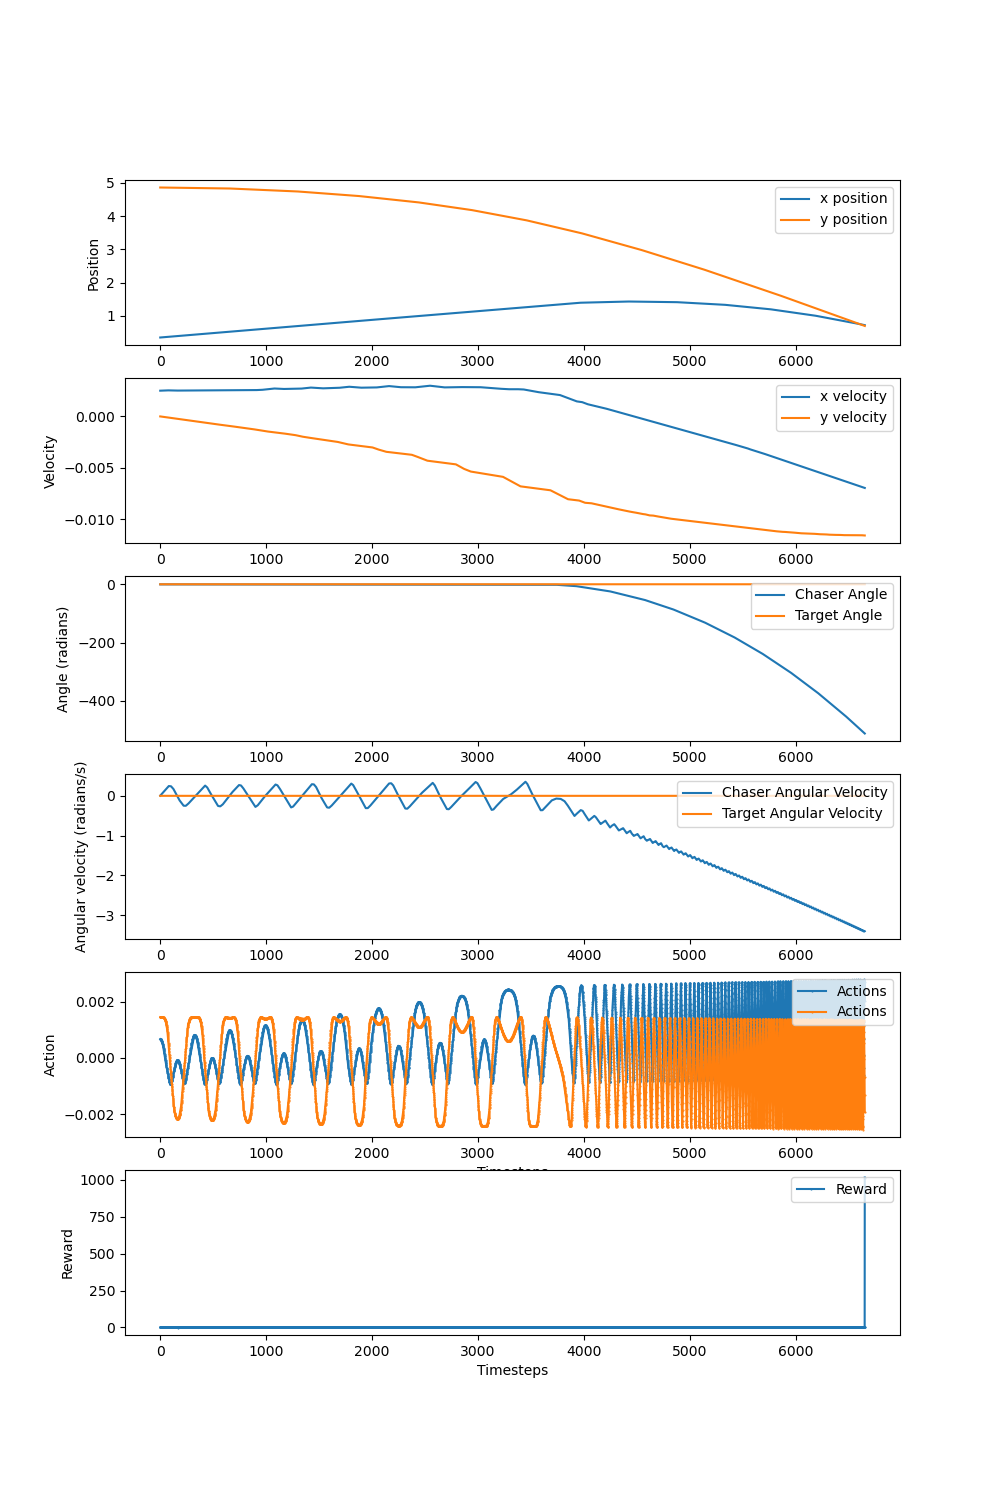 5
4
3
2
1
Position
x position
y position
0 1000 2000 3000 4000 5000 6000
0.000
−0.005
−0.010
Velocity
x velocity
y velocity
0 1000 2000 3000 4000 5000 6000
0
−200
−400
Angle (radians)
Chaser Angle
Target Angle
0 1000 2000 3000 4000 5000 6000
0
−1
−2
−3
Angular velocity (radians/s)
Chaser Angular Velocity
Target Angular Velocity
0 1000 2000 3000 4000 5000 6000
0.002
0.000
−0.002
Action
Actions
Actions
0 1000 2000 3000 4000 5000 6000
Timesteps
1000
750
500
250
0
Reward
Reward
0 1000 2000 3000 4000 5000 6000
Timesteps